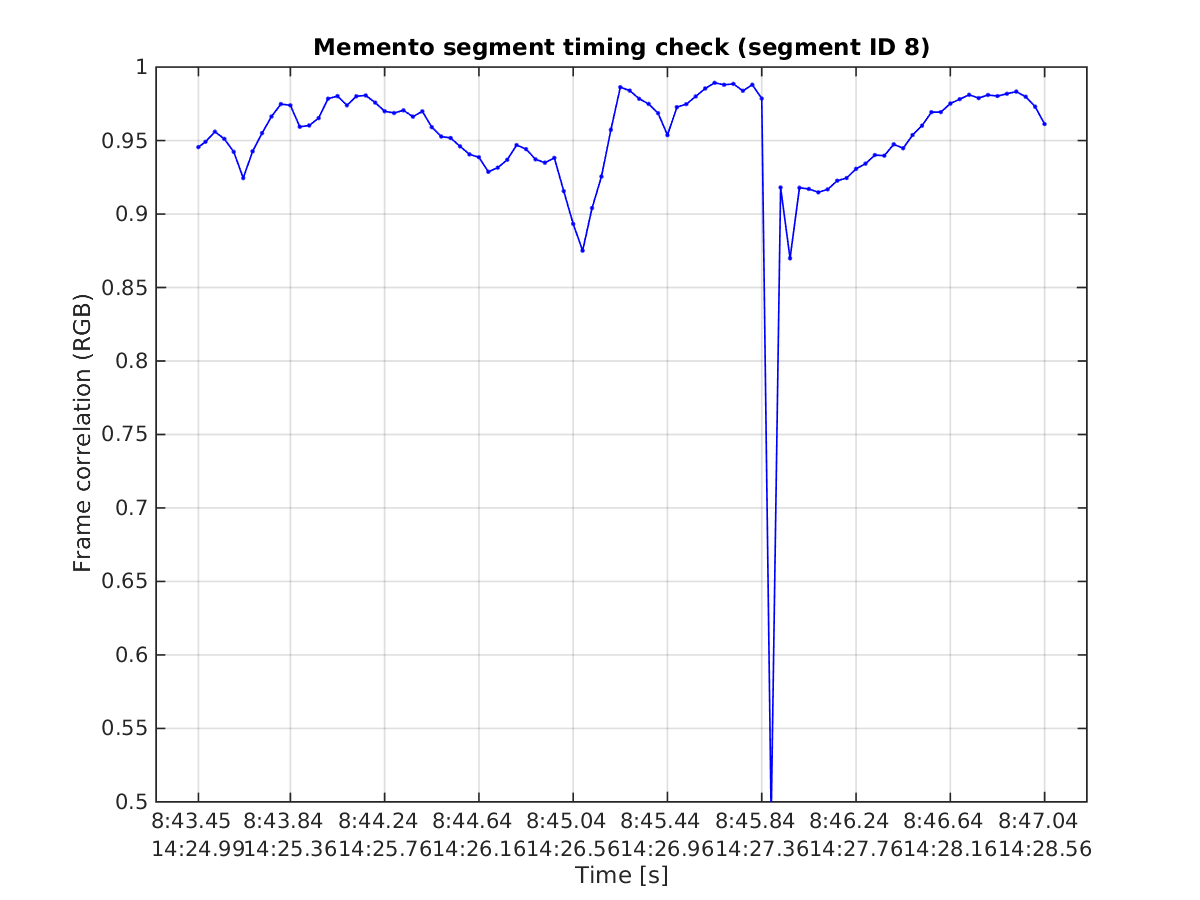 Memento segment timing check (segment ID 8)
1
0.95
0.9
0.85
0.8
0.75
0.7
0.65
0.6
0.55
0.5
Frame correlation (RGB)
8:43.45 8:43.84 8:44.24 8:44.64 8:45.04 8:45.44 8:45.84 8:46.24 8:46.64 8:47.04
14:24.99 14:25.36 14:25.76 14:26.16 14:26.56 14:26.96 14:27.36 14:27.76 14:28.16 14:28.56
Time [s]